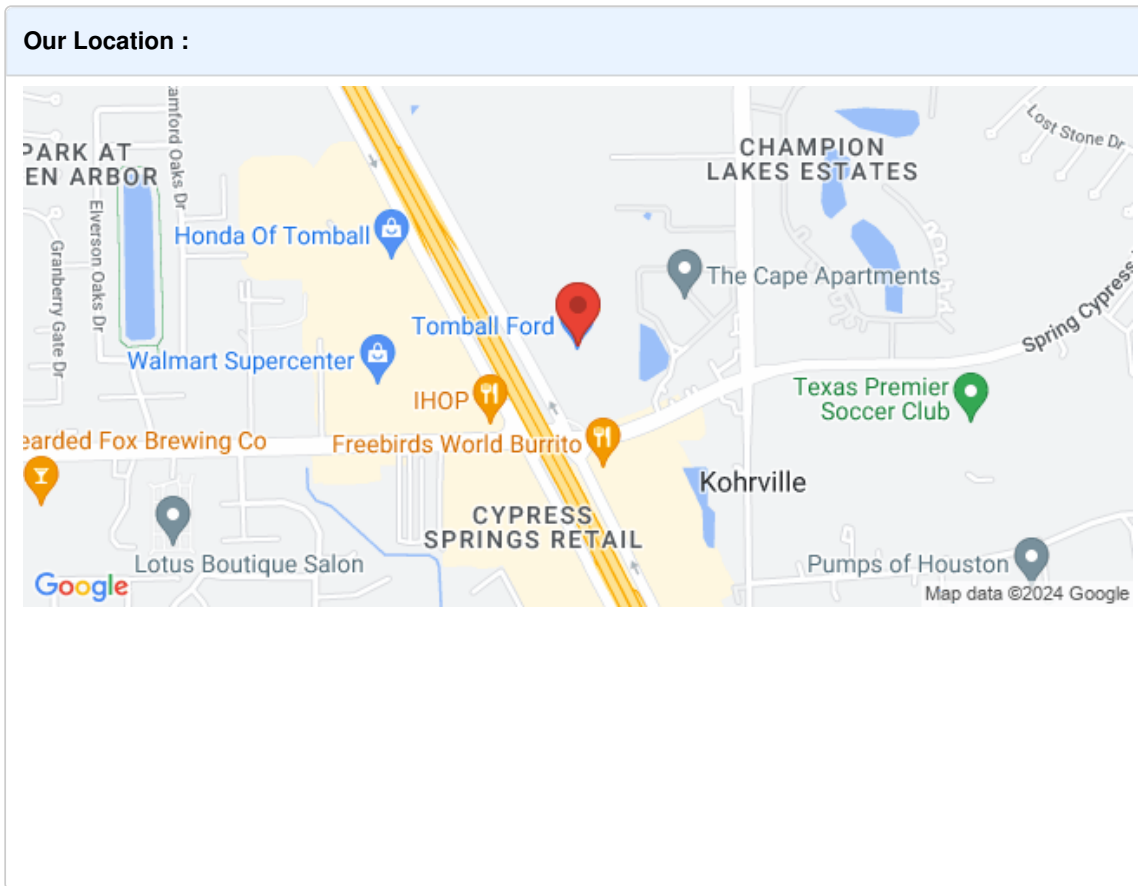 Our Location :
PARK AT
EN ARBOR
amford Oaks Dr
Elverson Oaks Dr
Granberry Gate Dr
Honda Of Tomball
Walmart Supercenter
IHOP
Tomball Ford
CHAMPION
LAKES ESTATES
Lost Stone Dr
The Cape Apartments
Spring Cypress
Texas Premier
Soccer Club
earded Fox Brewing Co
Freebirds World Burrito
Kohrville
CYPRESS
SPRINGS RETAIL
Lotus Boutique Salon
Pumps of Houston
Google
Map data ©2024 Google